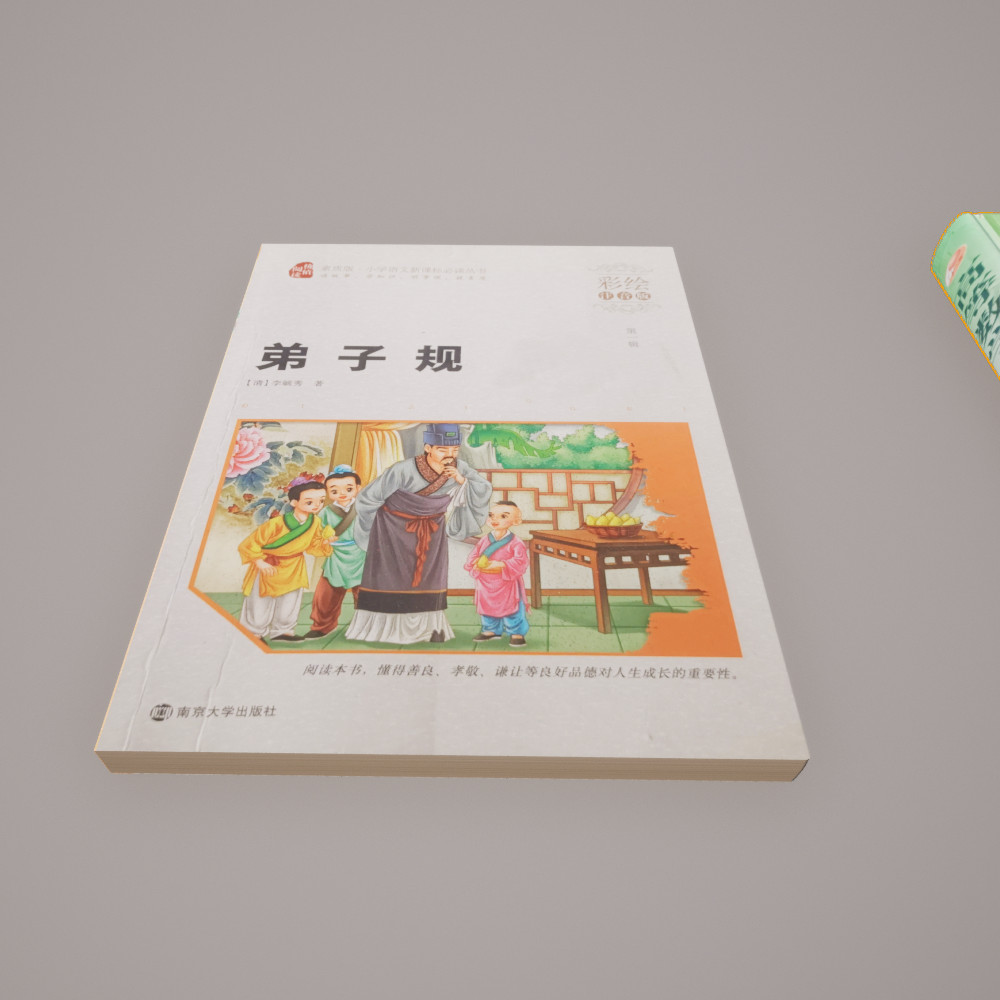 彩绘
注音版
弟子规
【清】李毓秀 著
阅读本书，懂得善良、孝敬、谦让等良好品德对人生成长的重要性。
南京大学出版社